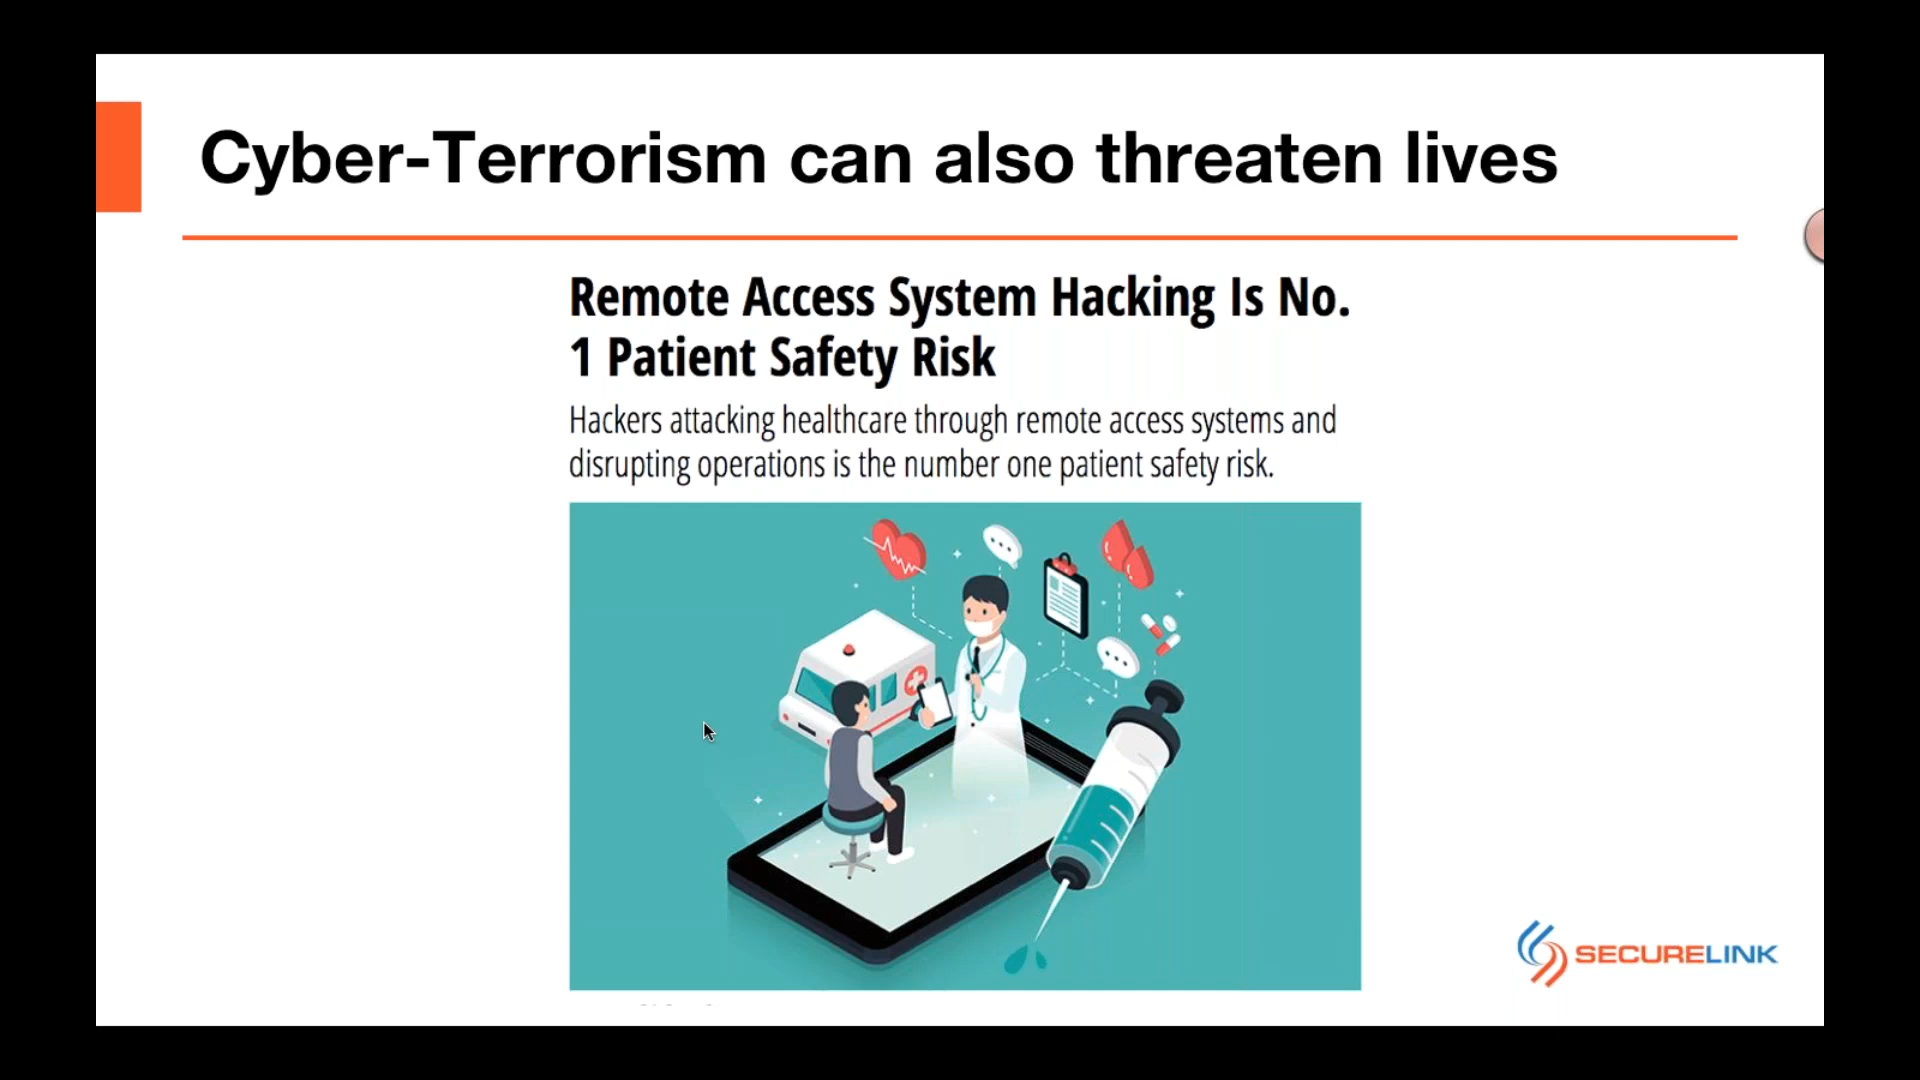 Cyber-Terrorism can also threaten lives
Remote Access System Hacking Is No.
1 Patient Safety Risk
Hackers attacking healthcare through remote access systems and
disrupting operations is the number one patient safety risk.
SECURELINK